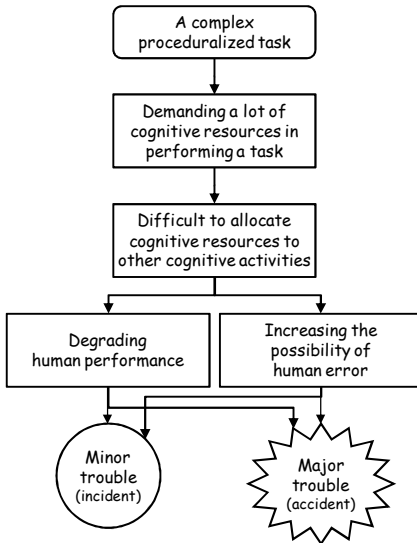 A complex
proceduralized task
Demanding a lot of
cognitive resources in
performing a task
Difficult to allocate
cognitive resources to
other cognitive activities
Degrading
human performance
Increasing the
possibility of
human error
Minor
trouble
(incident)
Major
trouble
(accident)